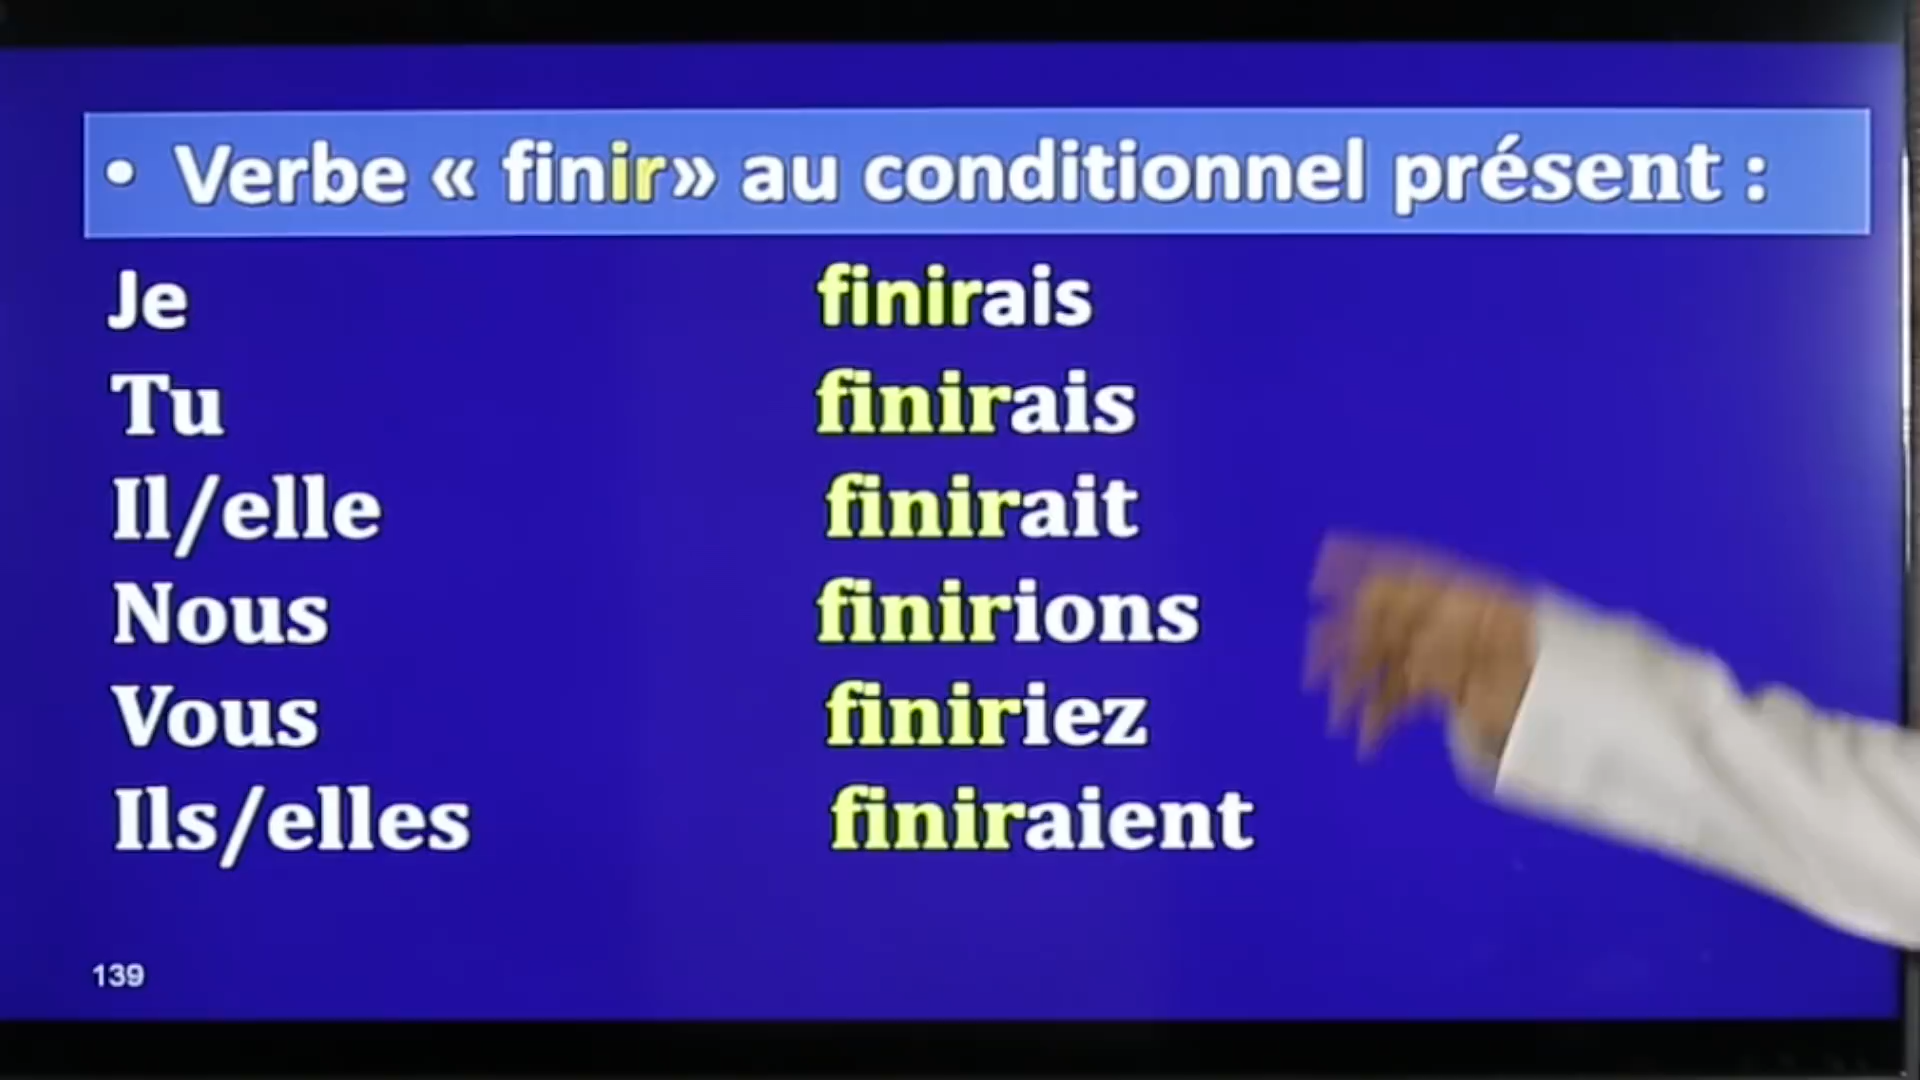 • Verbe « finir» au conditionnel présent :
Je finirais
Tu finirais
Il/elle finirait
Nous finirions
Vous finiriez
Ils/elles finiraient
139